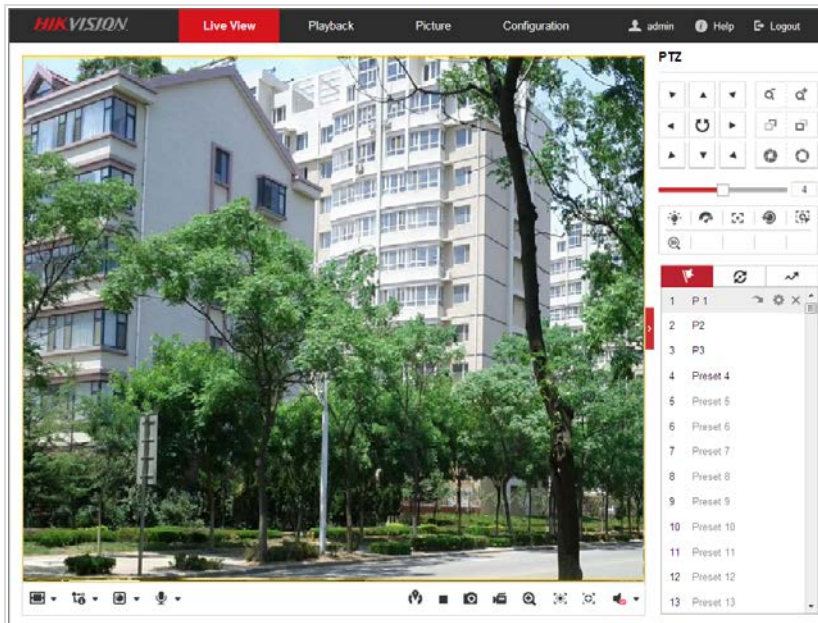 HIKVISION
Live View
Playback
Picture
Configuration
admin
Help
Logout
PTZ
4
1 P 1
2 P2
3 P3
4 Preset 4
5 Preset 5
6 Preset 6
7 Preset 7
8 Preset 8
9 Preset 9
10 Preset 10
11 Preset 11
12 Preset 12
13 Preset 13